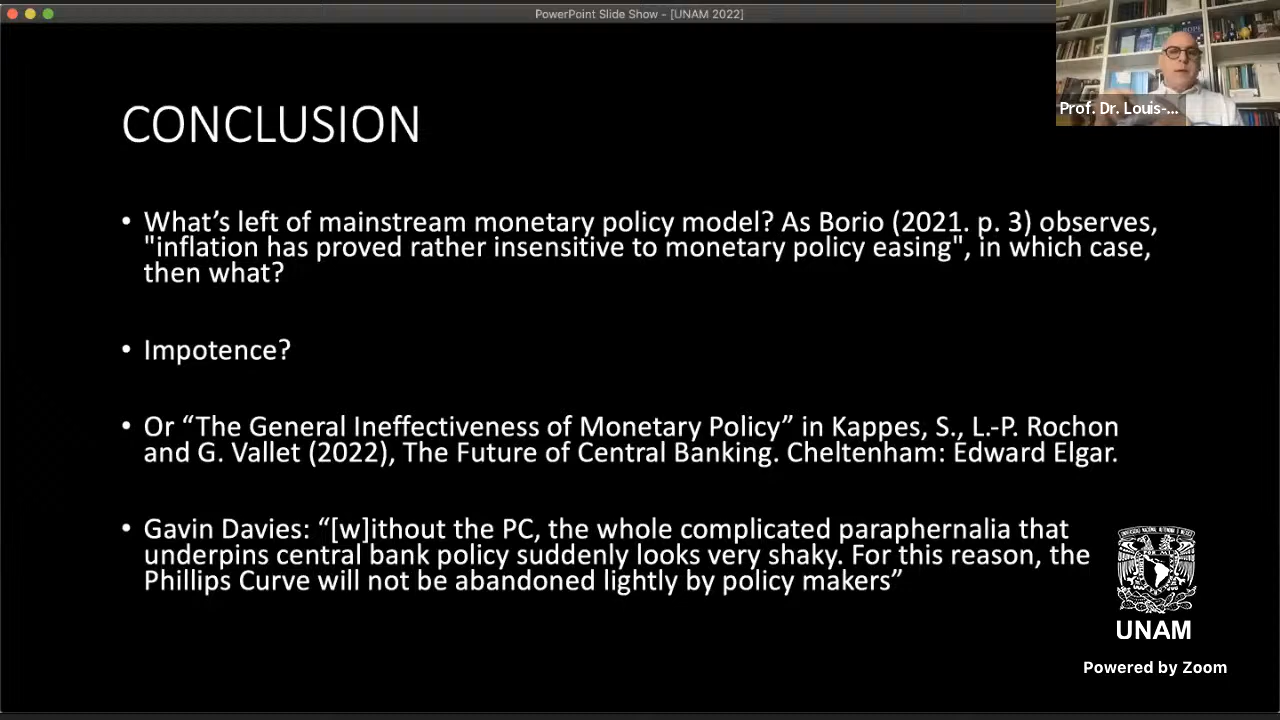 PowerPoint Slide Show - [UNAM 2022]
Prof. Dr. Louis-...
CONCLUSION
• What’s left of mainstream monetary policy model? As Borio (2021. p. 3) observes,
"inflation has proved rather insensitive to monetary policy easing", in which case,
then what?
• Impotence?
• Or “The General Ineffectiveness of Monetary Policy” in Kappes, S., L.-P. Rochon
and G. Vallet (2022), The Future of Central Banking. Cheltenham: Edward Elgar.
• Gavin Davies: “[w]ithout the PC, the whole complicated paraphernalia that
underpins central bank policy suddenly looks very shaky. For this reason, the
Phillips Curve will not be abandoned lightly by policy makers”
UNAM
Powered by Zoom